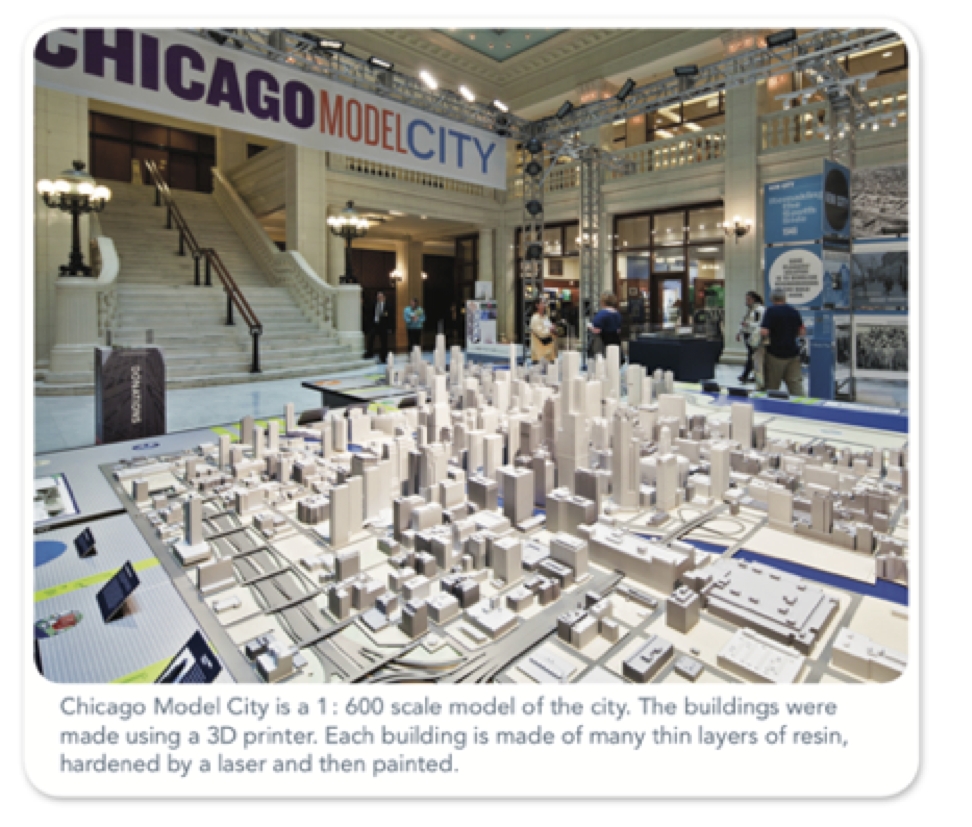 CHICAGO MODEL CITY
DONATIONS
Chicago Model City is a 1 : 600 scale model of the city. The buildings were
made using a 3D printer. Each building is made of many thin layers of resin,
hardened by a laser and then painted.